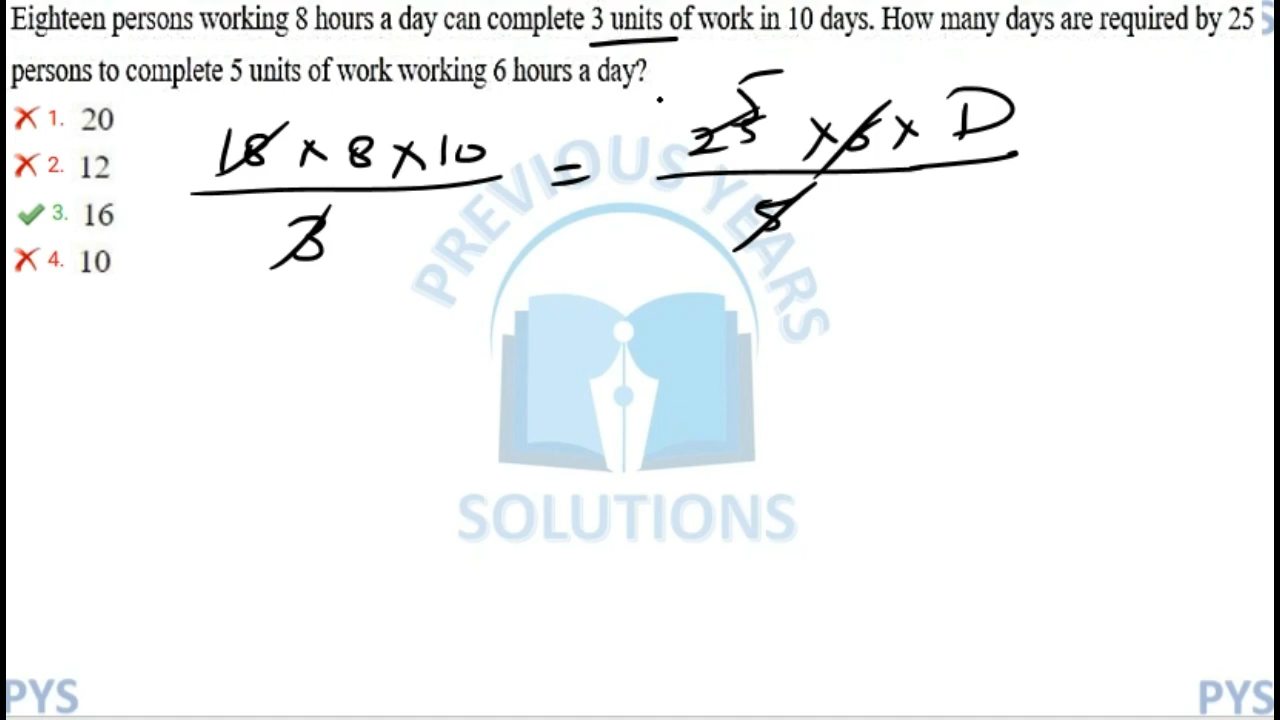 Eighteen persons working 8 hours a day can complete 3 units of work in 10 days. How many days are required by 25
persons to complete 5 units of work working 6 hours a day?
1. 20
2. 12
3. 16
4. 10
5
18 × 8 × 10 = 25 × 6 × D
3 5
PREVIOUS YEARS
SOLUTIONS
PYS PYS